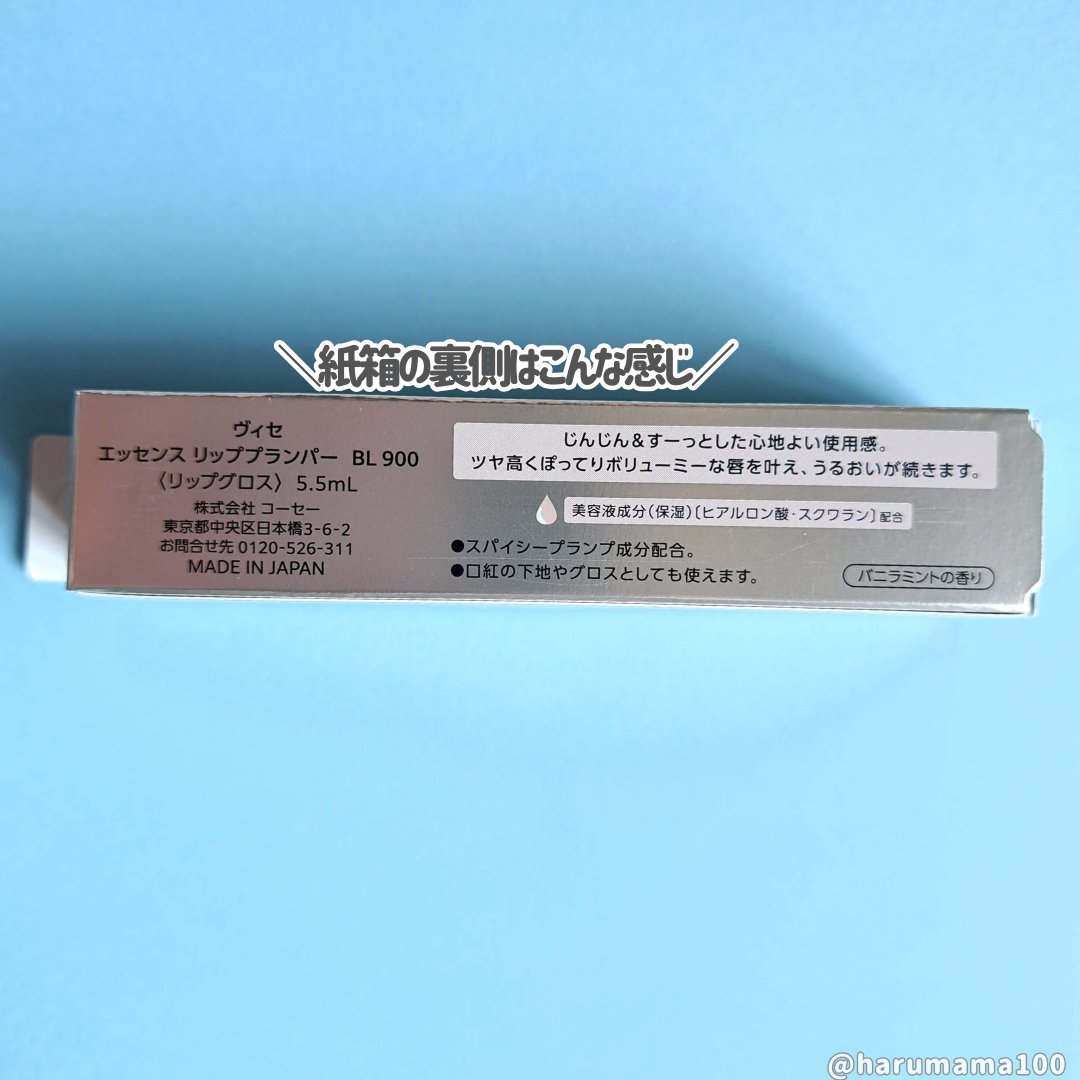 ＼紙箱の裏側はこんな感じ／
ヴィセ
エッセンス リッププランパー BL 900
〈リップグロス〉 5.5mL
株式会社 コーセー
東京都中央区日本橋3-6-2
お問合せ先 0120-526-311
MADE IN JAPAN
じんじん＆すーっとした心地よい使用感。
ツヤ高くぽってりボリューミーな唇を叶え、うるおいが続きます。
美容液成分（保湿）〔ヒアルロン酸・スクワラン〕配合
●スパイシープランプ成分配合。
●口紅の下地やグロスとしても使えます。
バニラミントの香り
@harumama100